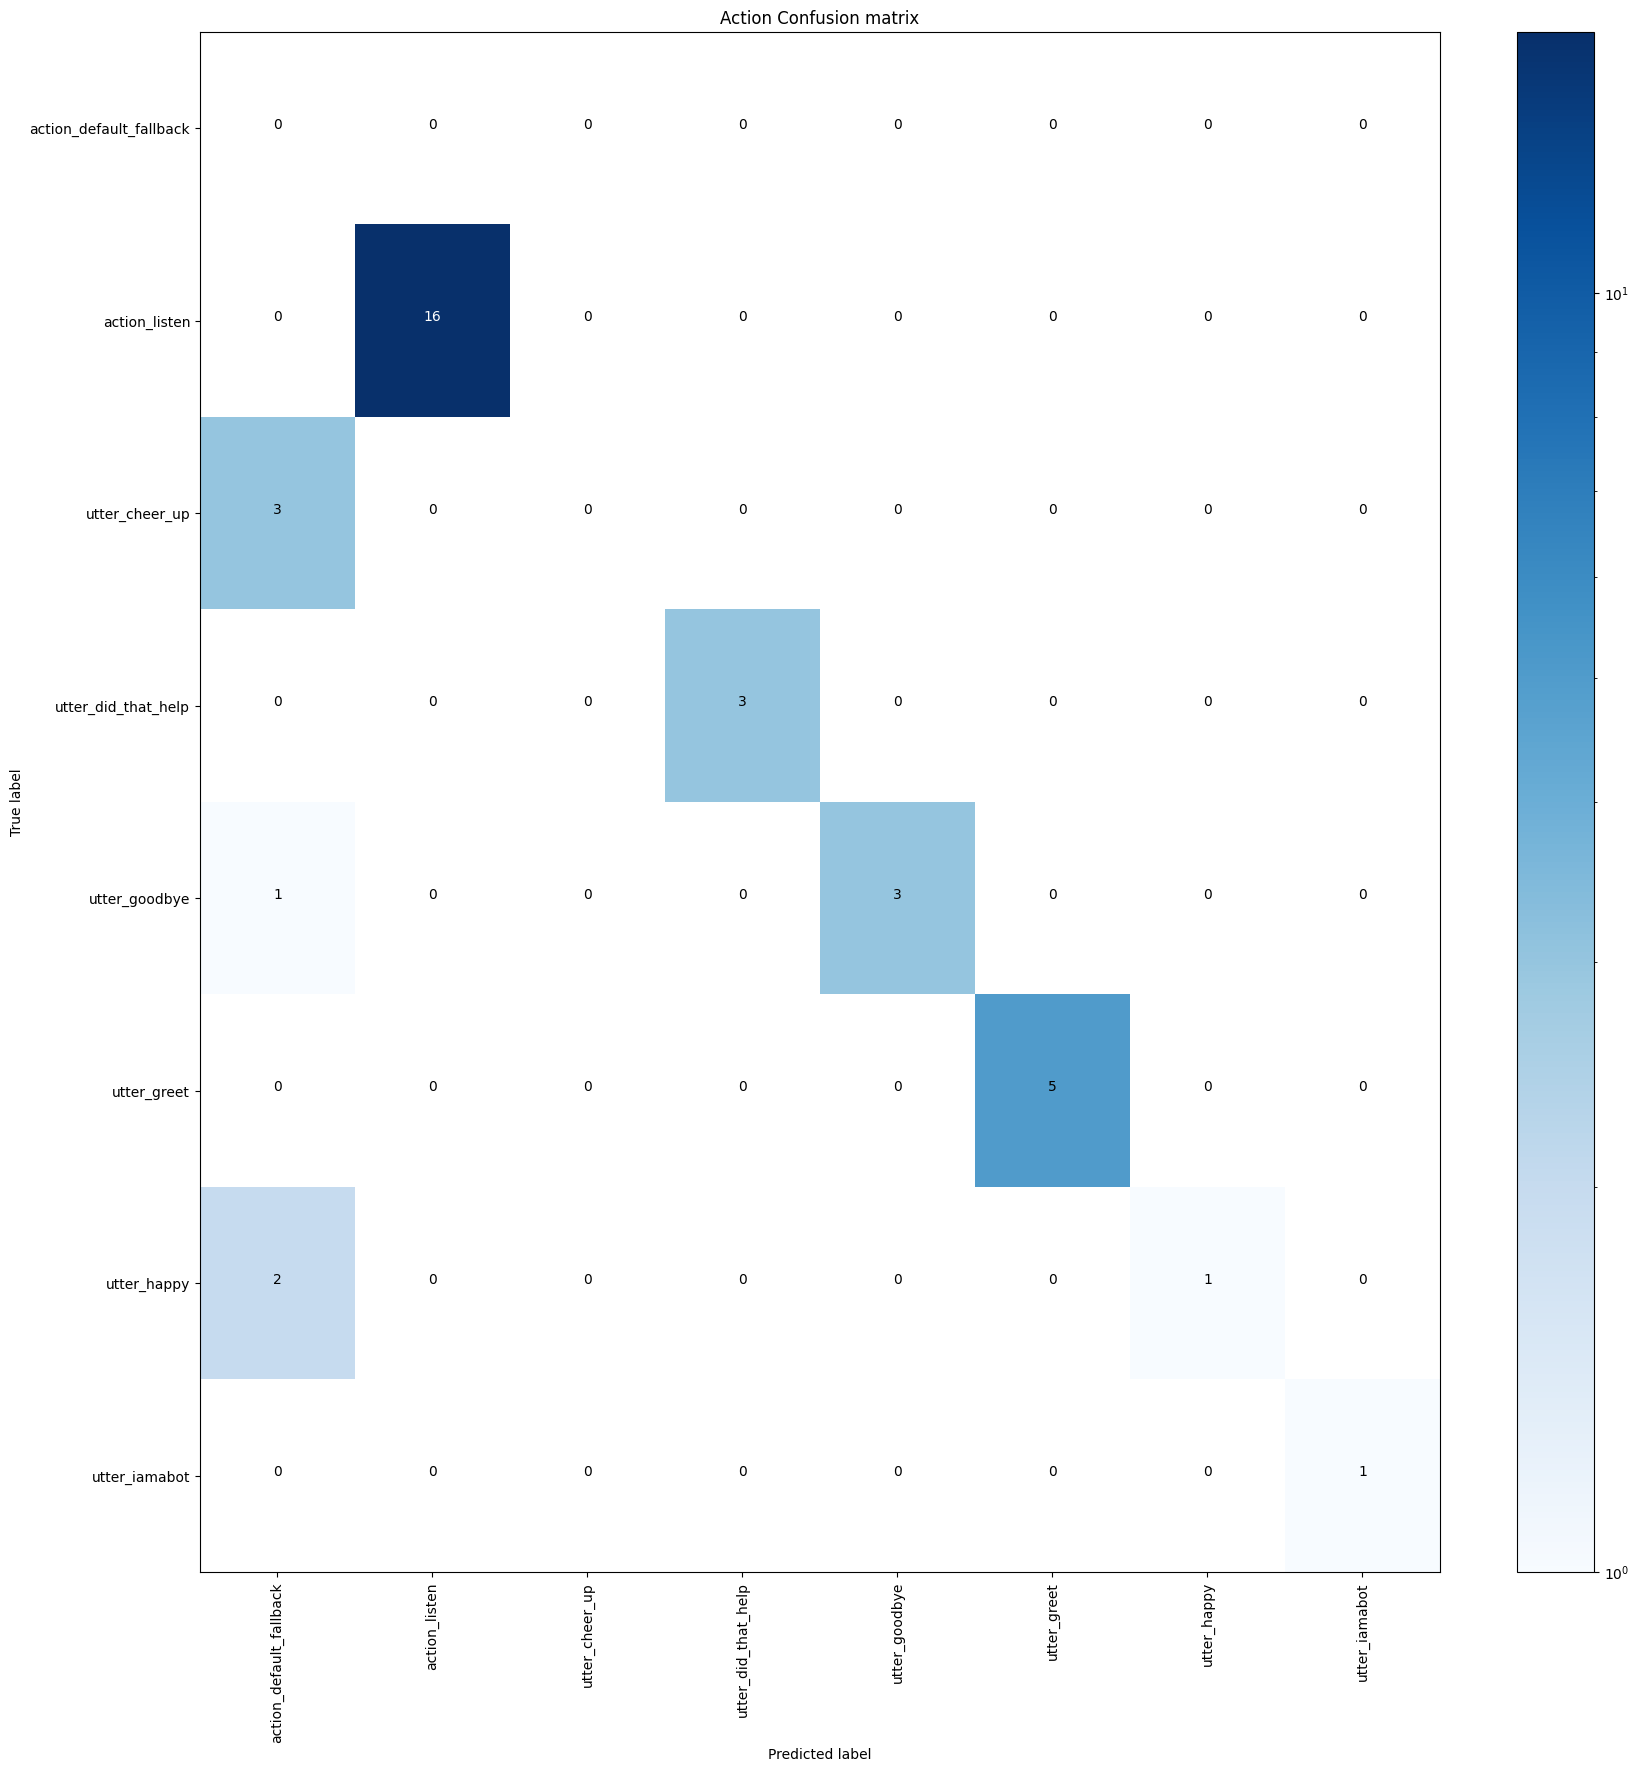 Action Confusion matrix
True label
action_default_fallback 0 0 0 0 0 0 0 0
action_listen 0 16 0 0 0 0 0 0
utter_cheer_up 3 0 0 0 0 0 0 0
utter_did_that_help 0 0 0 3 0 0 0 0
utter_goodbye 1 0 0 0 3 0 0 0
utter_greet 0 0 0 0 0 5 0 0
utter_happy 2 0 0 0 0 0 1 0
utter_iamabot 0 0 0 0 0 0 0 1
action_default_fallback
action_listen
utter_cheer_up
utter_did_that_help
utter_goodbye
utter_greet
utter_happy
utter_iamabot
Predicted label
10¹
10⁰